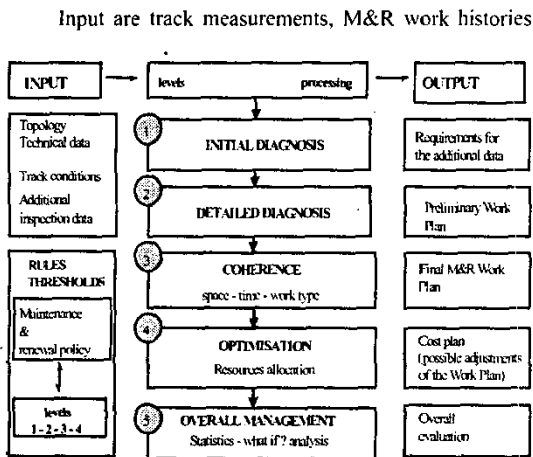 Input are track measurements, M&R work histories
INPUT
levels processing
OUTPUT
Topology
Technical data
Track conditions
Additional
inspection data
RULES
THRESHOLDS
Maintenance
&
renewal policy
levels
1-2-3-4
1
INITIAL DIAGNOSIS
2
DETAILED DIAGNOSIS
3
COHERENCE
space - time - work type
4
OPTIMISATION
Resources allocation
5
OVERALL MANAGEMENT
Statistics - what if? analysis
Requirements for
the additional data
Preliminary Work
Plan
Final M&R Work
Plan
Cost plan
(possible adjustments
of the Work Plan)
Overall
evaluation